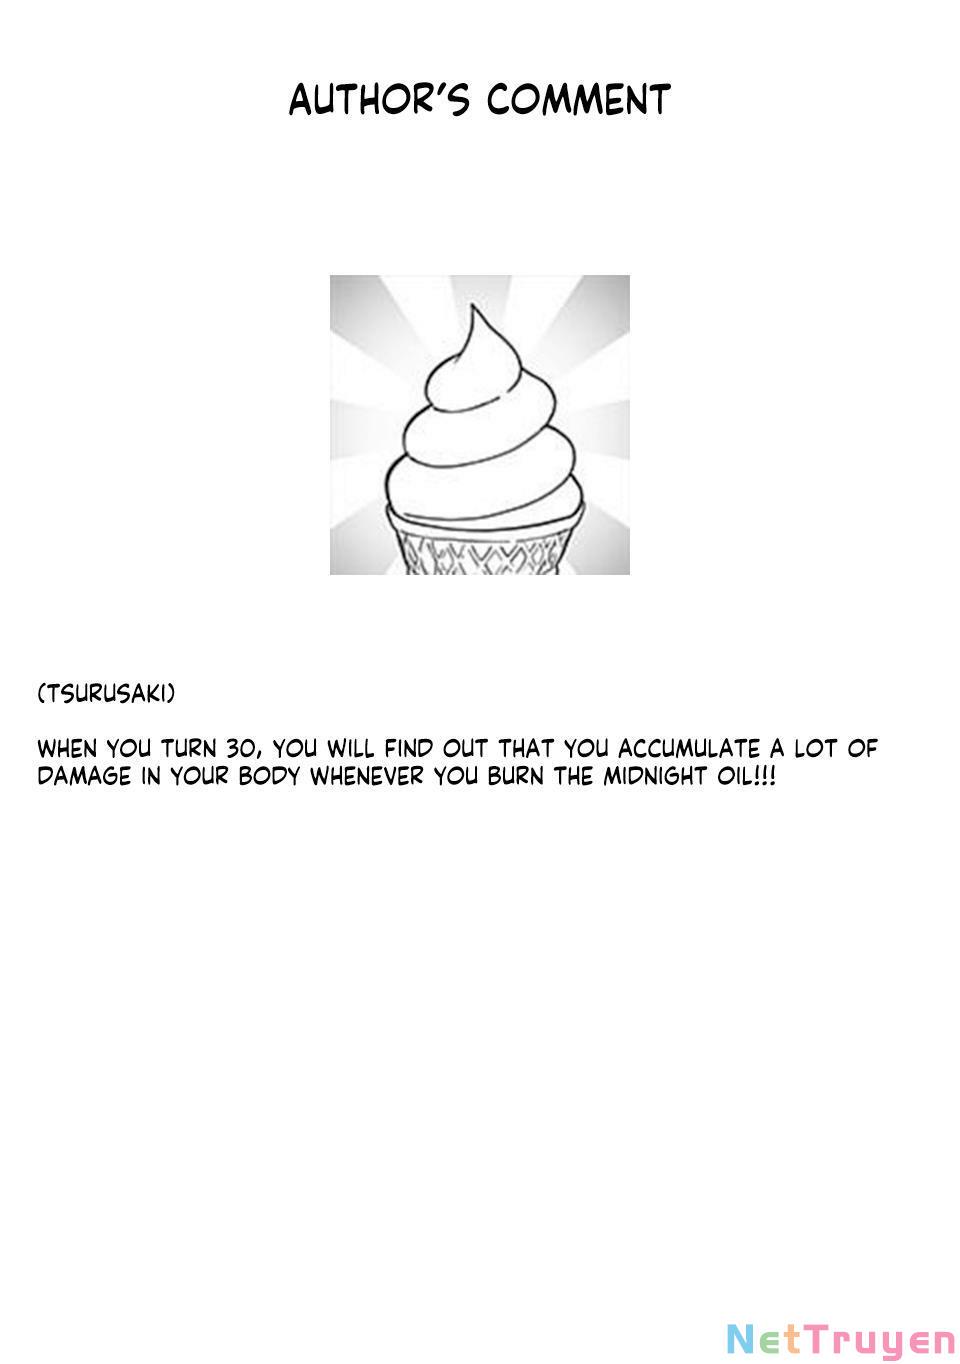 AUTHOR'S COMMENT
(TSURUSAKI)
WHEN YOU TURN 30, YOU WILL FIND OUT THAT YOU ACCUMULATE A LOT OF
DAMAGE IN YOUR BODY WHENEVER YOU BURN THE MIDNIGHT OIL!!!
NetTruyen